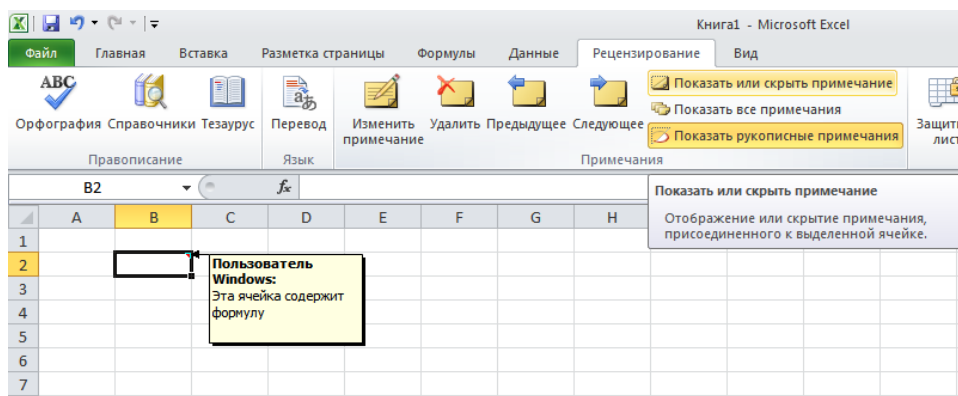 Книга1 - Microsoft Excel
Файл Главная Вставка Разметка страницы Формулы Данные Рецензирование Вид
ABC
Орфография Справочники Тезаурус Перевод Изменить примечание Удалить Предыдущее Следующее
Показать или скрыть примечание
Показать все примечания
Показать рукописные примечания
Правописание Язык Примечания
B2 fx
Показать или скрыть примечание
Отображение или скрытие примечания,
присоединенного к выделенной ячейке.
A B C D E F G H
1
2
Пользователь
Windows:
Эта ячейка содержит
формулу
3
4
5
6
7